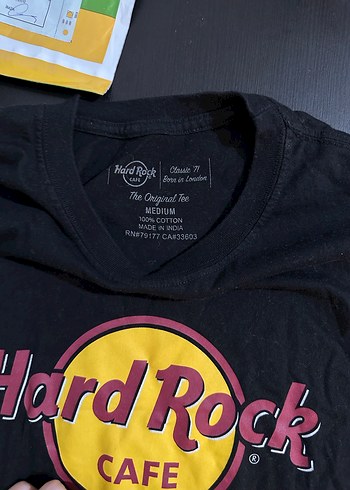 Hard Rock
CAFE
Classic '71
Born in London
The Original Tee
MEDIUM
100% COTTON
MADE IN INDIA
RN#79177 CA#33603
Hard Rock
®
CAFE